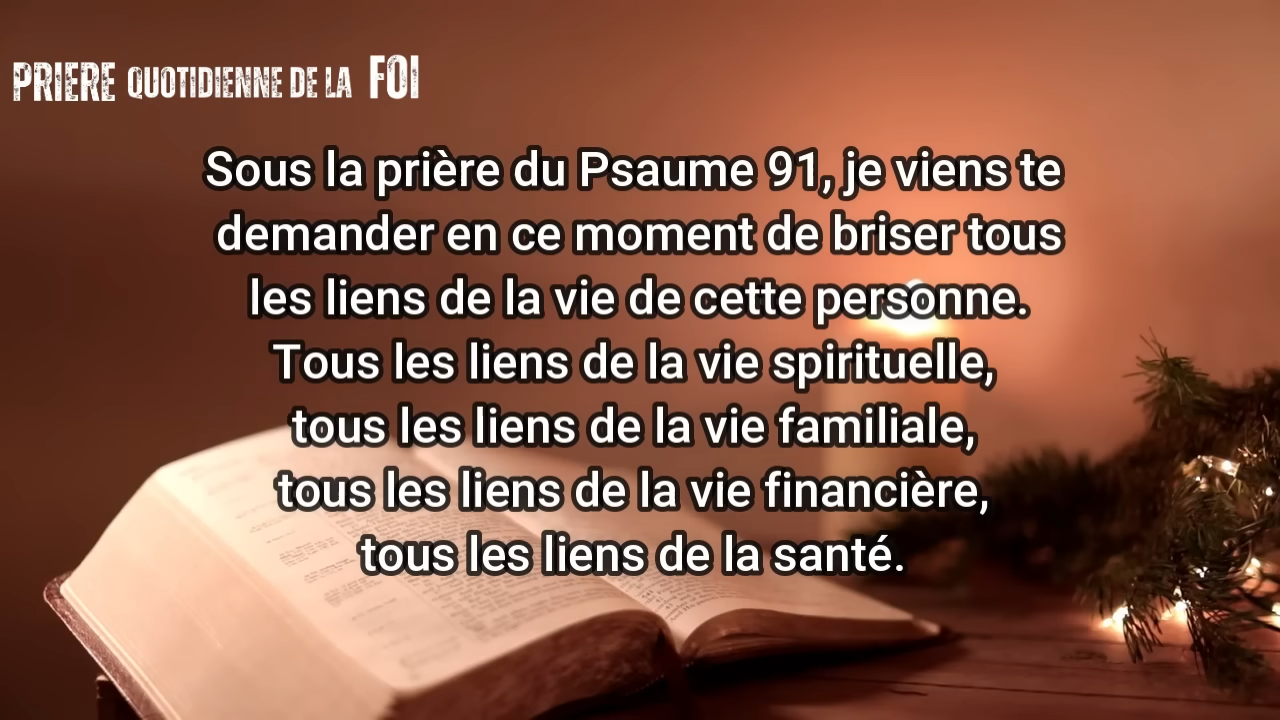 PRIERE QUOTIDIENNE DE LA FOI
Sous la prière du Psaume 91, je viens te
demander en ce moment de briser tous
les liens de la vie de cette personne.
Tous les liens de la vie spirituelle,
tous les liens de la vie familiale,
tous les liens de la vie financière,
tous les liens de la santé.